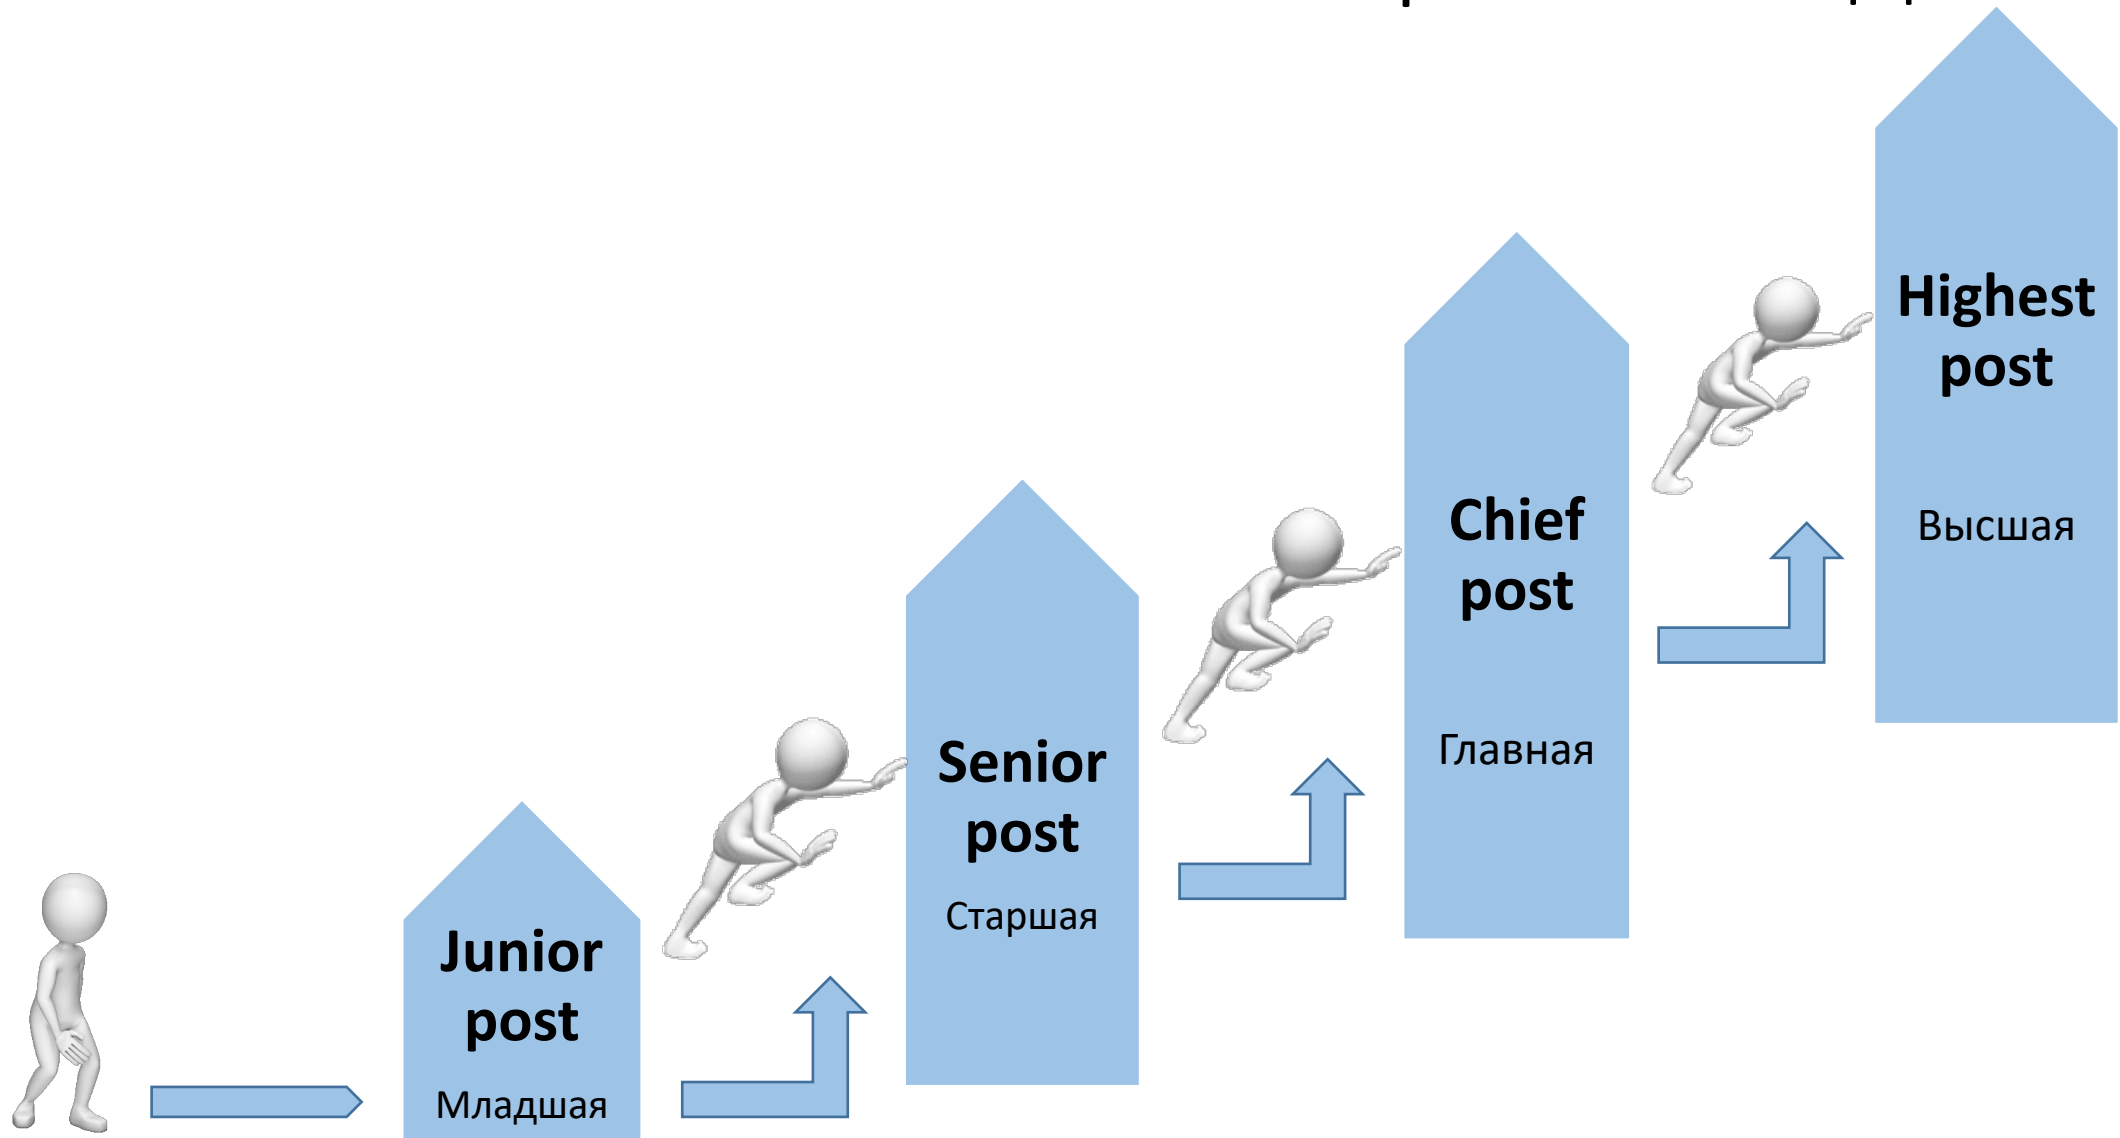 Junior
post
Младшая
Senior
post
Старшая
Chief
post
Главная
Highest
post
Высшая